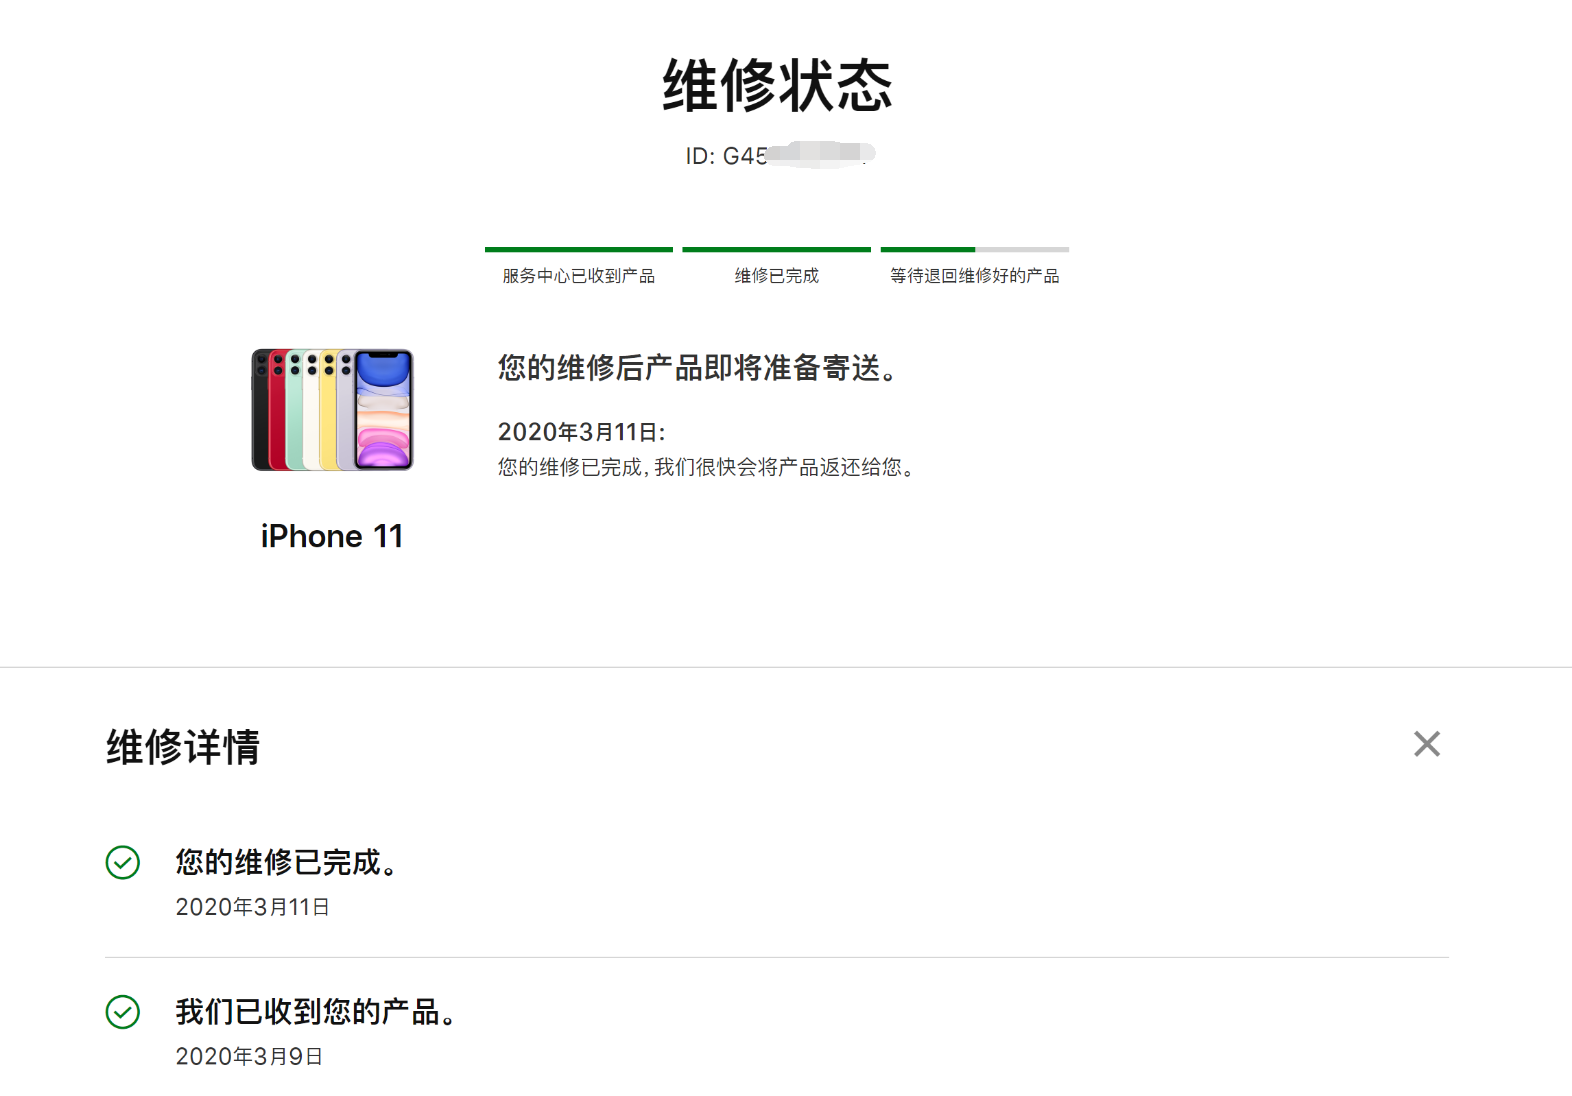 维修状态
ID: G45
服务中心已收到产品
维修已完成
等待退回维修好的产品
您的维修后产品即将准备寄送。
2020年3月11日:
您的维修已完成, 我们很快会将产品返还给您。
iPhone 11
维修详情
您的维修已完成。
2020年3月11日
我们已收到您的产品。
2020年3月9日